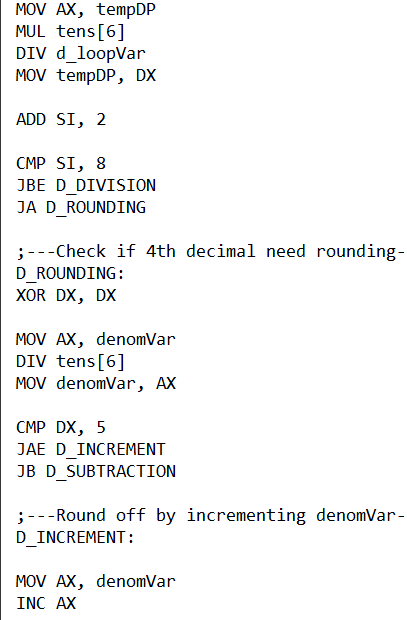 MOV AX, tempDP
MUL tens[6]
DIV d_loopVar
MOV tempDP, DX
ADD SI, 2
CMP SI, 8
JBE D_DIVISION
JA D_ROUNDING
;---Check if 4th decimal need rounding-
D_ROUNDING:
XOR DX, DX
MOV AX, denomVar
DIV tens[6]
MOV denomVar, AX
CMP DX, 5
JAE D_INCREMENT
JB D_SUBTRACTION
;---Round off by incrementing denomVar-
D_INCREMENT:
MOV AX, denomVar
INC AX